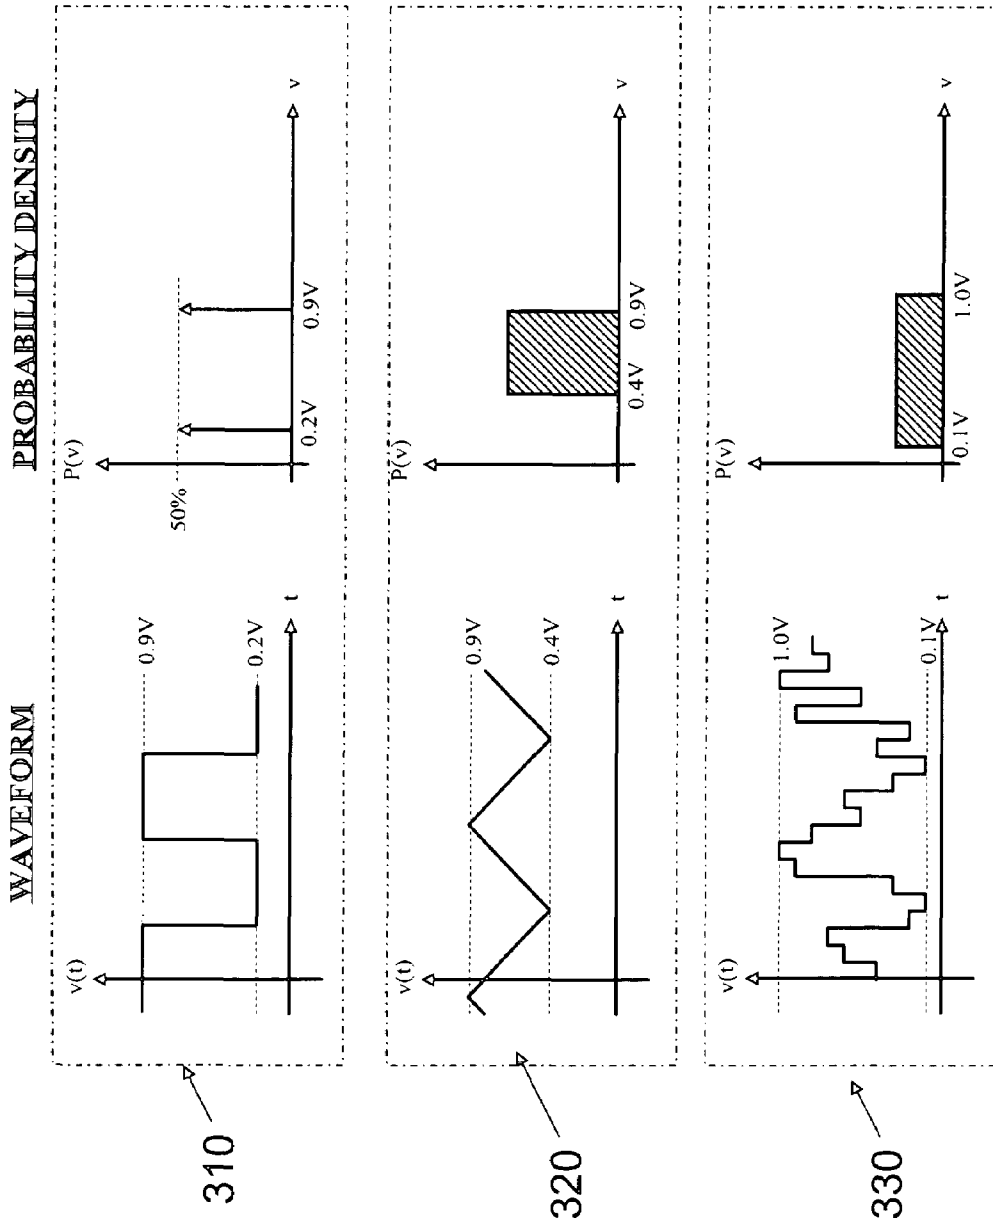 WAVEFORM
PROBABILITY DENSITY
310
v(t)
0.9V
0.2V
t
P(v)
50%
0.2V
0.9V
v
320
v(t)
0.9V
0.4V
t
P(v)
0.4V
0.9V
v
330
v(t)
1.0V
0.1V
t
P(v)
0.1V
1.0V
v